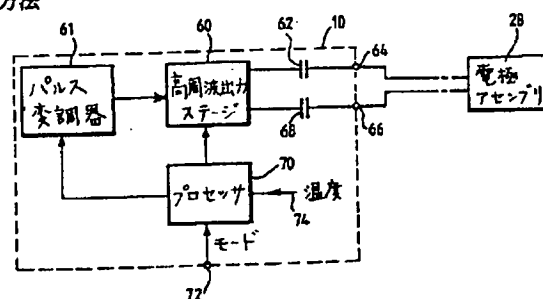 方法
61
60
62
10
64
28
パルス
変調器
高周波出力
ステージ
電極
アセンブリ
68
66
70
プロセッサ
温度
74
モード
72